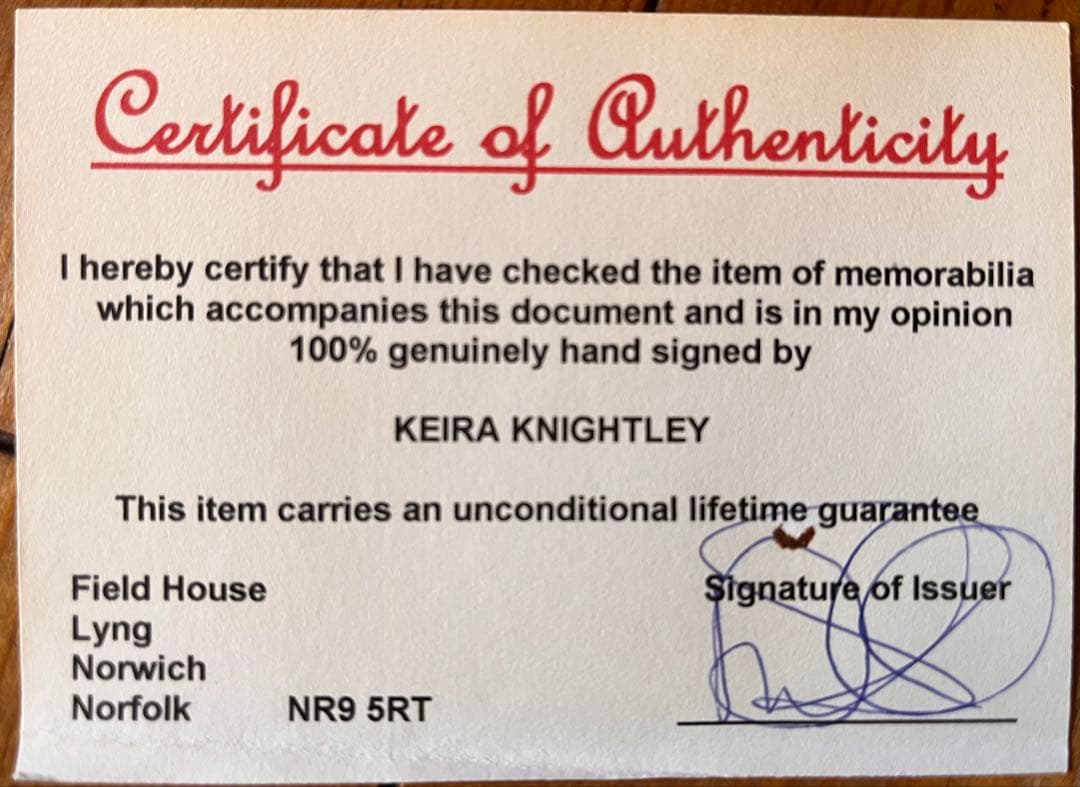 Certificate of Authenticity
I hereby certify that I have checked the item of memorabilia
which accompanies this document and is in my opinion
100% genuinely hand signed by
KEIRA KNIGHTLEY
This item carries an unconditional lifetime guarantee
Field House
Signature of Issuer
Lyng
Norwich
Norfolk NR9 5RT